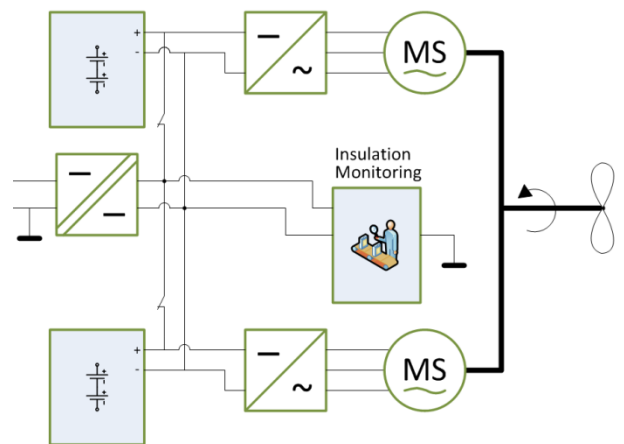 +
-
MS
Insulation
Monitoring
+
-
MS